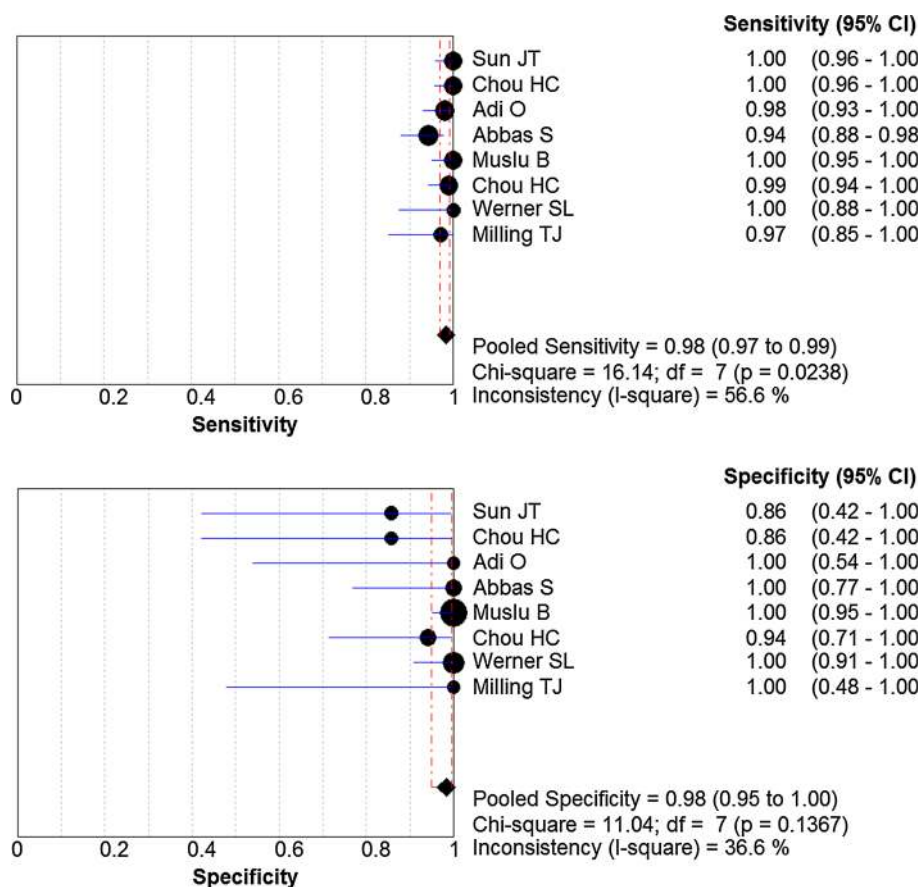 Sensitivity (95% CI)
Sun JT 1.00 (0.96 - 1.00
Chou HC 1.00 (0.96 - 1.00
Adi O 0.98 (0.93 - 1.00
Abbas S 0.94 (0.88 - 0.98
Muslu B 1.00 (0.95 - 1.00
Chou HC 0.99 (0.94 - 1.00
Werner SL 1.00 (0.88 - 1.00
Milling TJ 0.97 (0.85 - 1.00
Pooled Sensitivity = 0.98 (0.97 to 0.99)
Chi-square = 16.14; df = 7 (p = 0.0238)
Inconsistency (I-square) = 56.6 %
0 0.2 0.4 0.6 0.8 1
Sensitivity
Specificity (95% CI)
Sun JT 0.86 (0.42 - 1.00
Chou HC 0.86 (0.42 - 1.00
Adi O 1.00 (0.54 - 1.00
Abbas S 1.00 (0.77 - 1.00
Muslu B 1.00 (0.95 - 1.00
Chou HC 0.94 (0.71 - 1.00
Werner SL 1.00 (0.91 - 1.00
Milling TJ 1.00 (0.48 - 1.00
Pooled Specificity = 0.98 (0.95 to 1.00)
Chi-square = 11.04; df = 7 (p = 0.1367)
Inconsistency (I-square) = 36.6 %
0 0.2 0.4 0.6 0.8 1
Specificity